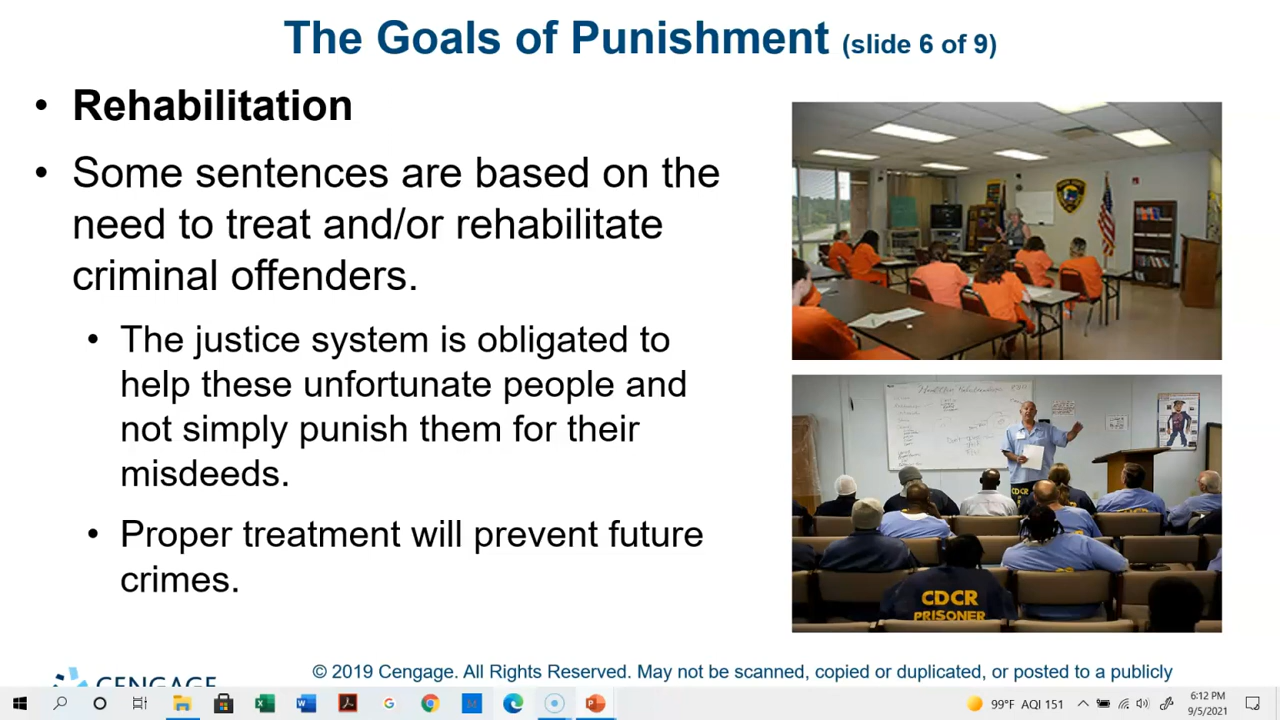 The Goals of Punishment (slide 6 of 9)
• Rehabilitation
• Some sentences are based on the
need to treat and/or rehabilitate
criminal offenders.
• The justice system is obligated to
help these unfortunate people and
not simply punish them for their
misdeeds.
• Proper treatment will prevent future
crimes.
CDCR
CDCR
PRISONER
CENGAGE
© 2019 Cengage. All Rights Reserved. May not be scanned, copied or duplicated, or posted to a publicly
99°F AQI 151
6:12 PM
9/5/2021